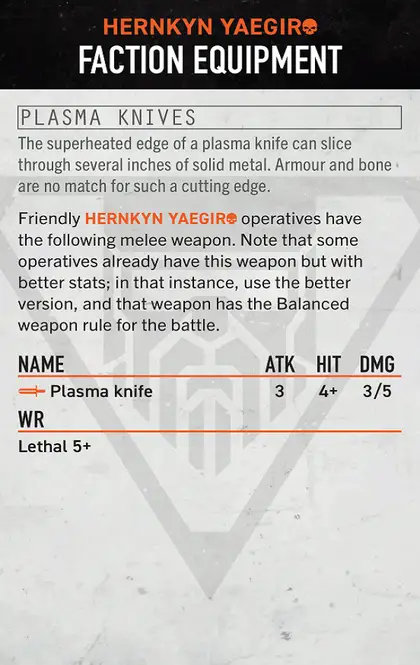 HERNKYN YAEGIR
FACTION EQUIPMENT
PLASMA KNIVES
The superheated edge of a plasma knife can slice
through several inches of solid metal. Armour and bone
are no match for such a cutting edge.
Friendly HERNKYN YAEGIR operatives have
the following melee weapon. Note that some
operatives already have this weapon but with
better stats; in that instance, use the better
version, and that weapon has the Balanced
weapon rule for the battle.
NAME ATK HIT DMG
Plasma knife 3 4+ 3/5
WR
Lethal 5+